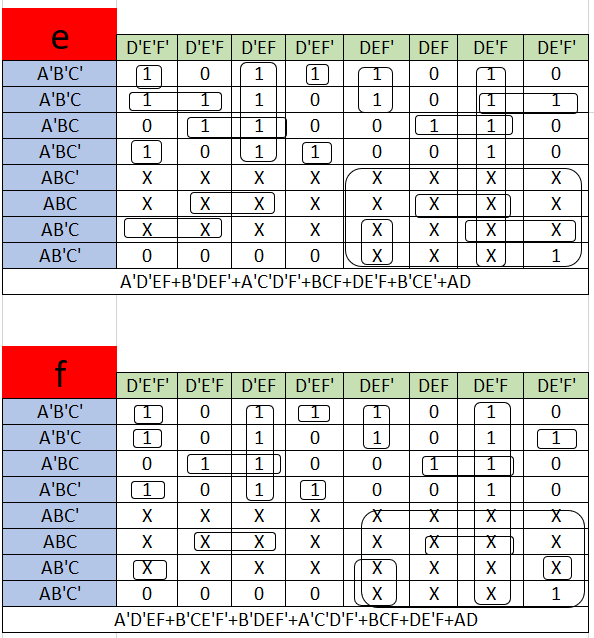 e D'E'F' D'E'F D'EF D'EF' DEF' DEF DE'F DE'F'
A'B'C' 1 0 1 1 1 0 1 0
A'B'C 1 1 1 0 1 0 1 1
A'BC 0 1 1 0 0 1 1 0
A'BC' 1 0 1 1 0 0 1 0
ABC' X X X X X X X X
ABC X X X X X X X X
AB'C X X X X X X X X
AB'C' 0 0 0 0 X X X 1
A'D'EF+B'DEF'+A'C'D'F'+BCF+DE'F+B'CE'+AD
f D'E'F' D'E'F D'EF D'EF' DEF' DEF DE'F DE'F'
A'B'C' 1 0 1 1 1 0 1 0
A'B'C 1 0 1 0 1 0 1 1
A'BC 0 1 1 0 0 1 1 0
A'BC' 1 0 1 1 0 0 1 0
ABC' X X X X X X X X
ABC X X X X X X X X
AB'C X X X X X X X X
AB'C' 0 0 0 0 X X X 1
A'D'EF+B'CE'F'+B'DEF'+A'C'D'F'+BCF+DE'F+AD